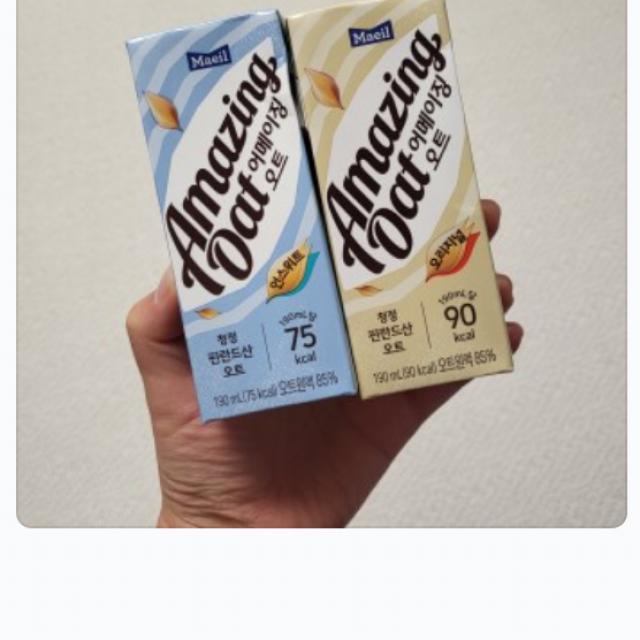 Maeil
Amazing
Oat 어메이징
오트
언스위트
청정
핀란드산
오트
190mL당
75
kcal
190 mL(75 kcal) 오트원액 85%
Maeil
Amazing
Oat 어메이징
오트
오리지널
청정
핀란드산
오트
190mL당
90
kcal
190 mL(90 kcal) 오트원액 85%